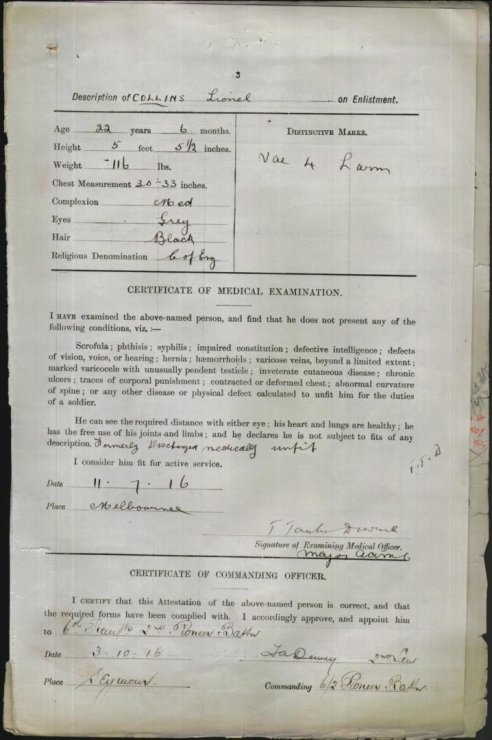 3
Description of COLLINS Lionel on Enlistment.
Age 22 years 6 months.
Height 5 feet 5 1/2 inches.
Weight 116 lbs.
Chest Measurement 30-33 inches.
Complexion Med
Eyes Grey
Hair Black
Religious Denomination C of Eng
DISTINCTIVE MARKS.
Vac 4 L arm
CERTIFICATE OF MEDICAL EXAMINATION.
I HAVE examined the above-named person, and find that he does not present any of the
following conditions, viz. :—
Scrofula; phthisis; syphilis; impaired constitution; defective intelligence; defects
of vision, voice, or hearing; hernia; hæmorrhoids; varicose veins, beyond a limited extent;
marked varicocele with unusually pendent testicle; inveterate cutaneous disease; chronic
ulcers; traces of corporal punishment; contracted or deformed chest; abnormal curvature
of spine; or any other disease or physical defect calculated to unfit him for the duties
of a soldier.
He can see the required distance with either eye; his heart and lungs are healthy; he
has the free use of his joints and limbs; and he declares he is not subject to fits of any
description. Formerly discharged medically unfit
I consider him fit for active service.
Date 11 . 7 . 16
Place Melbourne
Signature of Examining Medical Officer.
Major
CERTIFICATE OF COMMANDING OFFICER.
I CERTIFY that this Attestation of the above-named person is correct, and that
the required forms have been complied with. I accordingly approve, and appoint him
to 6th Reinf 2nd Pioneer Battn
Date 3-10-16
2nd Lieu
Place Seymour.
Commanding 6/2 Pioneer Battn